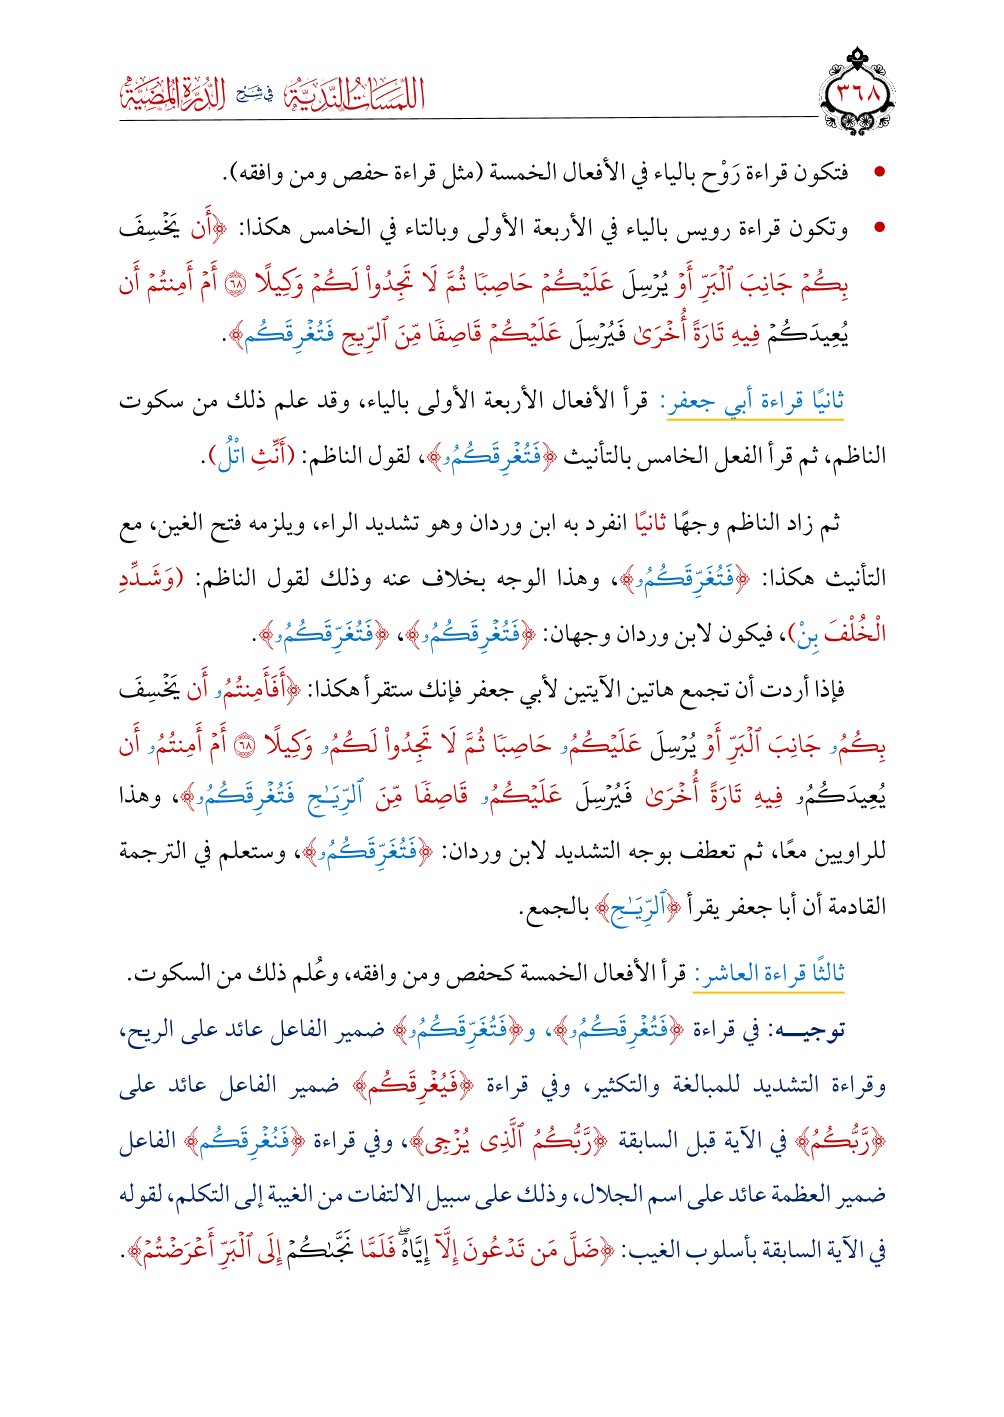 ٣٦٨
اللمسات الندية في شرح الدرة المضية
• فتكون قراءة رَوْح بالياء في الأفعال الخمسة (مثل قراءة حفص ومن وافقه).
• وتكون قراءة رويس بالياء في الأربعة الأولى وبالتاء في الخامس هكذا: ﴿أَن يَخْسِفَ
بِكُمْ جَانِبَ ٱلْبَرِّ أَوْ يُرْسِلَ عَلَيْكُمْ حَاصِبًا ثُمَّ لَا تَجِدُوا۟ لَكُمْ وَكِيلًا ۝٦٨ أَمْ أَمِنتُمْ أَن
يُعِيدَكُمْ فِيهِ تَارَةً أُخْرَىٰ فَيُرْسِلَ عَلَيْكُمْ قَاصِفًا مِّنَ ٱلرِّيحِ فَتُغْرِقَكُم﴾.
ثانيًا قراءة أبي جعفر: قرأ الأفعال الأربعة الأولى بالياء، وقد علم ذلك من سكوت
الناظم، ثم قرأ الفعل الخامس بالتأنيث ﴿فَتُغْرِقَكُمُۥ﴾، لقول الناظم: (أَنِّثِ اتْلُ).
ثم زاد الناظم وجهًا ثانيًا انفرد به ابن وردان وهو تشديد الراء، ويلزمه فتح الغين، مع
التأنيث هكذا: ﴿فَتُغَرِّقَكُمُۥ﴾، وهذا الوجه بخلاف عنه وذلك لقول الناظم: (وَشَدِّدِ
الْخُلْفَ بِنْ)، فيكون لابن وردان وجهان: ﴿فَتُغْرِقَكُمُۥ﴾، ﴿فَتُغَرِّقَكُمُۥ﴾.
فإذا أردت أن تجمع هاتين الآيتين لأبي جعفر فإنك ستقرأ هكذا: ﴿أَفَأَمِنتُمُۥ أَن يَخْسِفَ
بِكُمُۥ جَانِبَ ٱلْبَرِّ أَوْ يُرْسِلَ عَلَيْكُمُۥ حَاصِبًا ثُمَّ لَا تَجِدُوا۟ لَكُمُۥ وَكِيلًا ۝٦٨ أَمْ أَمِنتُمُۥ أَن
يُعِيدَكُمُۥ فِيهِ تَارَةً أُخْرَىٰ فَيُرْسِلَ عَلَيْكُمُۥ قَاصِفًا مِّنَ ٱلرِّيَـٰحِ فَتُغْرِقَكُمُۥ﴾، وهذا
للراويين معًا، ثم تعطف بوجه التشديد لابن وردان: ﴿فَتُغَرِّقَكُمُۥ﴾، وستعلم في الترجمة
القادمة أن أبا جعفر يقرأ ﴿ٱلرِّيَـٰحِ﴾ بالجمع.
ثالثًا قراءة العاشر: قرأ الأفعال الخمسة كحفص ومن وافقه، وعُلم ذلك من السكوت.
توجيـــه: في قراءة ﴿فَتُغْرِقَكُمُۥ﴾، و﴿فَتُغَرِّقَكُمُۥ﴾ ضمير الفاعل عائد على الريح،
وقراءة التشديد للمبالغة والتكثير، وفي قراءة ﴿فَيُغْرِقَكُم﴾ ضمير الفاعل عائد على
﴿رَّبُّكُمُ﴾ في الآية قبل السابقة ﴿رَّبُّكُمُ ٱلَّذِى يُزْجِى﴾، وفي قراءة ﴿فَنُغْرِقَكُم﴾ الفاعل
ضمير العظمة عائد على اسم الجلال، وذلك على سبيل الالتفات من الغيبة إلى التكلم، لقوله
في الآية السابقة بأسلوب الغيب: ﴿ضَلَّ مَن تَدْعُونَ إِلَّآ إِيَّاهُ ۖ فَلَمَّا نَجَّىٰكُمْ إِلَى ٱلْبَرِّ أَعْرَضْتُمْ﴾.